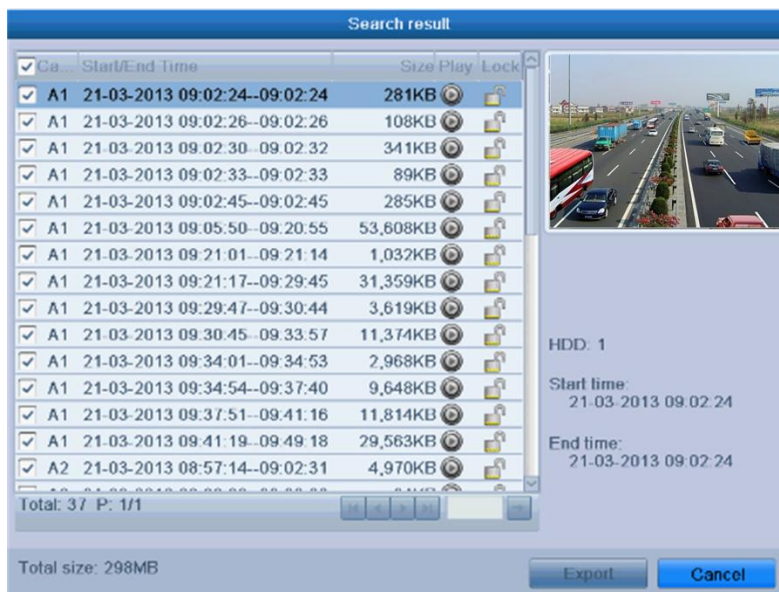 Search result
Ca... Start/End Time Size Play Lock
A1 21-03-2013 09:02:24--09:02:24 281KB
A1 21-03-2013 09:02:26--09:02:26 108KB
A1 21-03-2013 09:02:30--09:02:32 341KB
A1 21-03-2013 09:02:33--09:02:33 89KB
A1 21-03-2013 09:02:45--09:02:45 285KB
A1 21-03-2013 09:05:50--09:20:55 53,608KB
A1 21-03-2013 09:21:01--09:21:14 1,032KB
A1 21-03-2013 09:21:17--09:29:45 31,359KB
A1 21-03-2013 09:29:47--09:30:44 3,619KB
A1 21-03-2013 09:30:45--09:33:57 11,374KB
A1 21-03-2013 09:34:01--09:34:53 2,968KB
A1 21-03-2013 09:34:54--09:37:40 9,648KB
A1 21-03-2013 09:37:51--09:41:16 11,814KB
A1 21-03-2013 09:41:19--09:49:18 29,563KB
A2 21-03-2013 08:57:14--09:02:31 4,970KB
Total: 37 P: 1/1
HDD: 1
Start time:
21-03-2013 09:02:24
End time:
21-03-2013 09:02:24
Total size: 298MB
Export Cancel